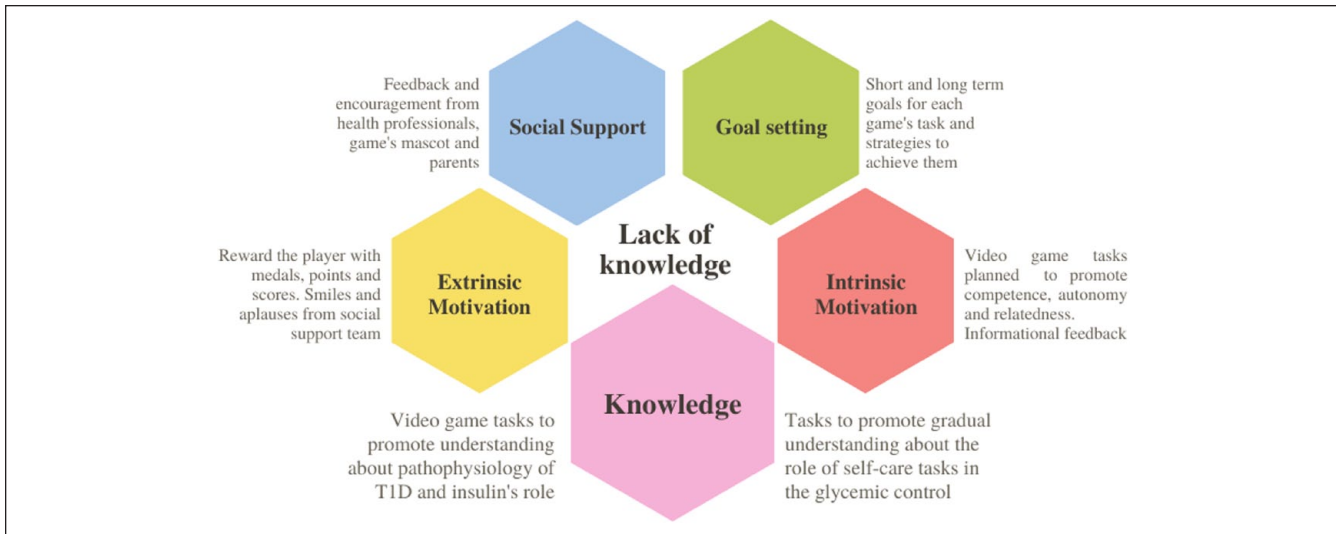 Feedback and
encouragement from
health professionals,
game's mascot and
parents
Social Support
Goal setting
Short and long term
goals for each
game's task and
strategies to
achieve them
Reward the player with
medals, points and
scores. Smiles and
aplauses from social
support team
Extrinsic
Motivation
Lack of
knowledge
Intrinsic
Motivation
Video game tasks
planned to promote
competence, autonomy
and relatedness.
Informational feedback
Video game tasks to
promote understanding
about pathophysiology of
T1D and insulin's role
Knowledge
Tasks to promote gradual
understanding about the
role of self-care tasks in
the glycemic control